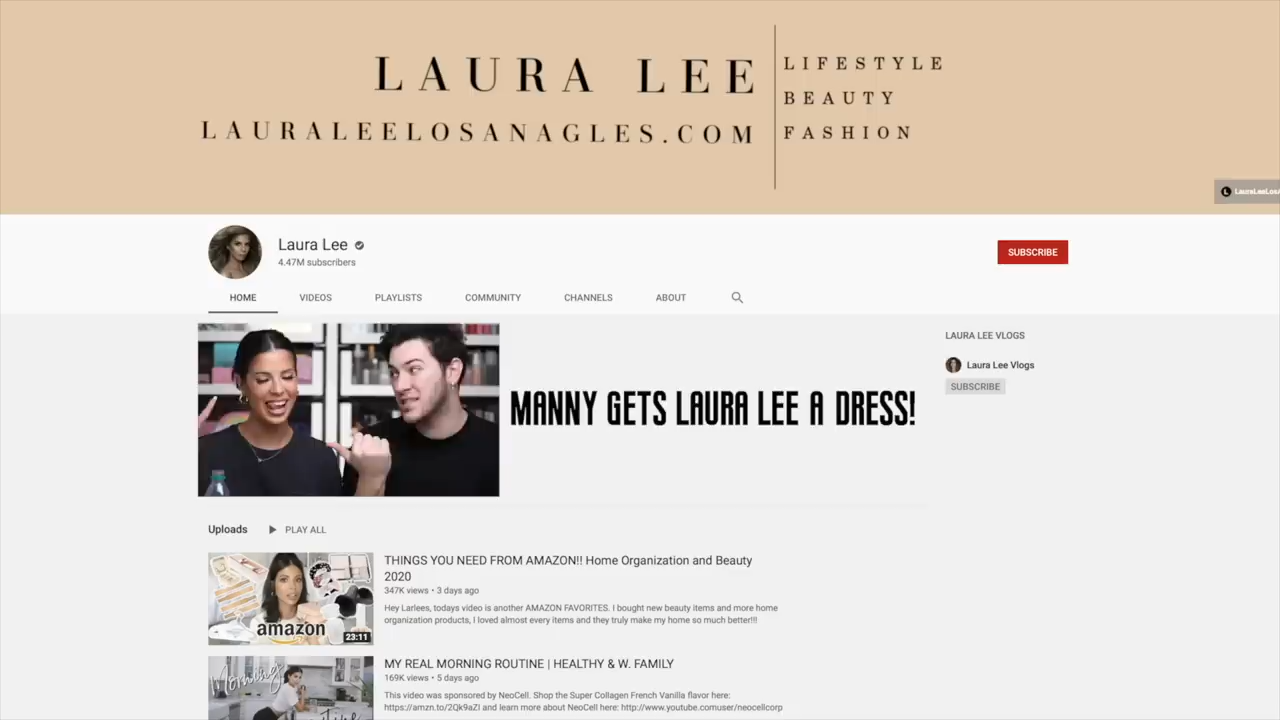 LAURA LEE
LAURALEELOSANAGLES.COM
LIFESTYLE
BEAUTY
FASHION
Laura Lee
4.47M subscribers
SUBSCRIBE
HOME VIDEOS PLAYLISTS COMMUNITY CHANNELS ABOUT
MANNY GETS LAURA LEE A DRESS!
LAURA LEE VLOGS
Laura Lee Vlogs
SUBSCRIBE
Uploads PLAY ALL
amazon
23:11
THINGS YOU NEED FROM AMAZON!! Home Organization and Beauty
2020
347K views • 3 days ago
Hey Larlees, todays video is another AMAZON FAVORITES. I bought new beauty items and more home
organization products, I loved almost every items and they truly make my home so much better!!!
Morning
MY REAL MORNING ROUTINE | HEALTHY & W. FAMILY
169K views • 5 days ago
This video was sponsored by NeoCell. Shop the Super Collagen French Vanilla flavor here:
https://amzn.to/2Qk9aZI and learn more about NeoCell here: http://www.youtube.comuser/neocellcorp